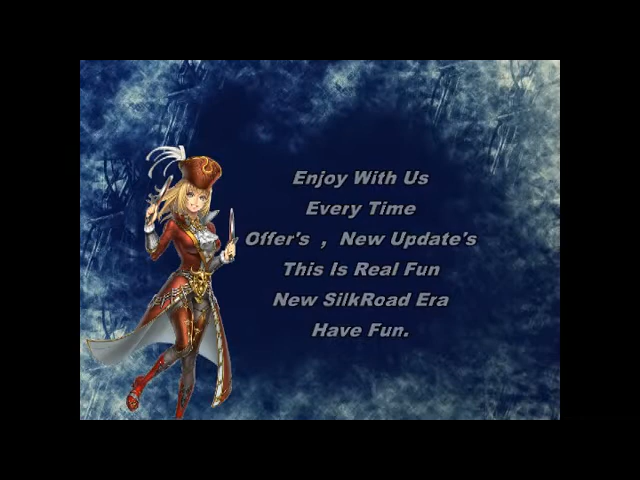 Enjoy With Us
Every Time
Offer's , New Update's
This Is Real Fun
New SilkRoad Era
Have Fun.